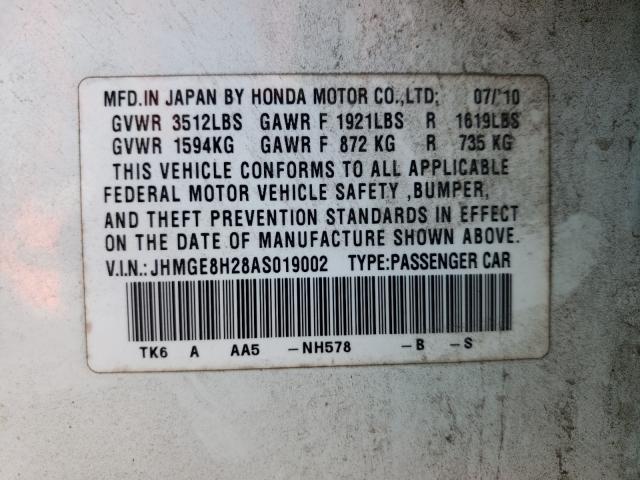 MFD.IN JAPAN BY HONDA MOTOR CO.,LTD; 07/'10
GVWR 3512LBS GAWR F 1921LBS R 1619LBS
GVWR 1594KG GAWR F 872 KG R 735 KG
THIS VEHICLE CONFORMS TO ALL APPLICABLE
FEDERAL MOTOR VEHICLE SAFETY ,BUMPER,
AND THEFT PREVENTION STANDARDS IN EFFECT
ON THE DATE OF MANUFACTURE SHOWN ABOVE.
V.I.N.: JHMGE8H28AS019002 TYPE:PASSENGER CAR
TK6 A AA5 -NH578 -B -S